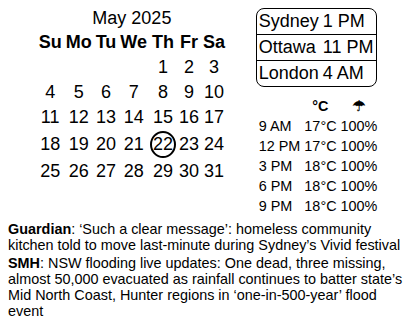 May 2025
Su Mo Tu We Th Fr Sa
1 2 3
4 5 6 7 8 9 10
11 12 13 14 15 16 17
18 19 20 21 22 23 24
25 26 27 28 29 30 31
Sydney 1 PM
Ottawa 11 PM
London 4 AM
°C ☂
9 AM 17°C 100%
12 PM 17°C 100%
3 PM 18°C 100%
6 PM 18°C 100%
9 PM 18°C 100%
Guardian: ‘Such a clear message’: homeless community
kitchen told to move last-minute during Sydney’s Vivid festival
SMH: NSW flooding live updates: One dead, three missing,
almost 50,000 evacuated as rainfall continues to batter state’s
Mid North Coast, Hunter regions in ‘one-in-500-year’ flood
event